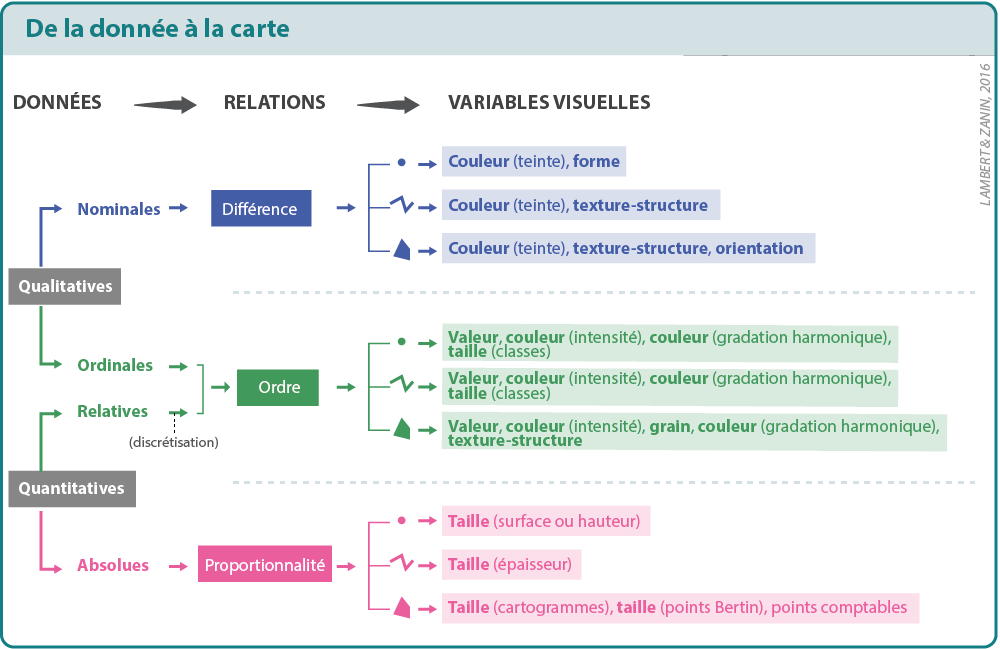 De la donnée à la carte
LAMBERT & ZANIN, 2016
DONNÉES
RELATIONS
VARIABLES VISUELLES
Couleur (teinte), forme
Nominales
Différence
Couleur (teinte), texture-structure
Couleur (teinte), texture-structure, orientation
Qualitatives
Valeur, couleur (intensité), couleur (gradation harmonique),
taille (classes)
Ordinales
Ordre
Valeur, couleur (intensité), couleur (gradation harmonique),
taille (classes)
Relatives
(discrétisation)
Valeur, couleur (intensité), grain, couleur (gradation harmonique),
texture-structure
Quantitatives
Taille (surface ou hauteur)
Absolues
Proportionnalité
Taille (épaisseur)
Taille (cartogrammes), taille (points Bertin), points comptables